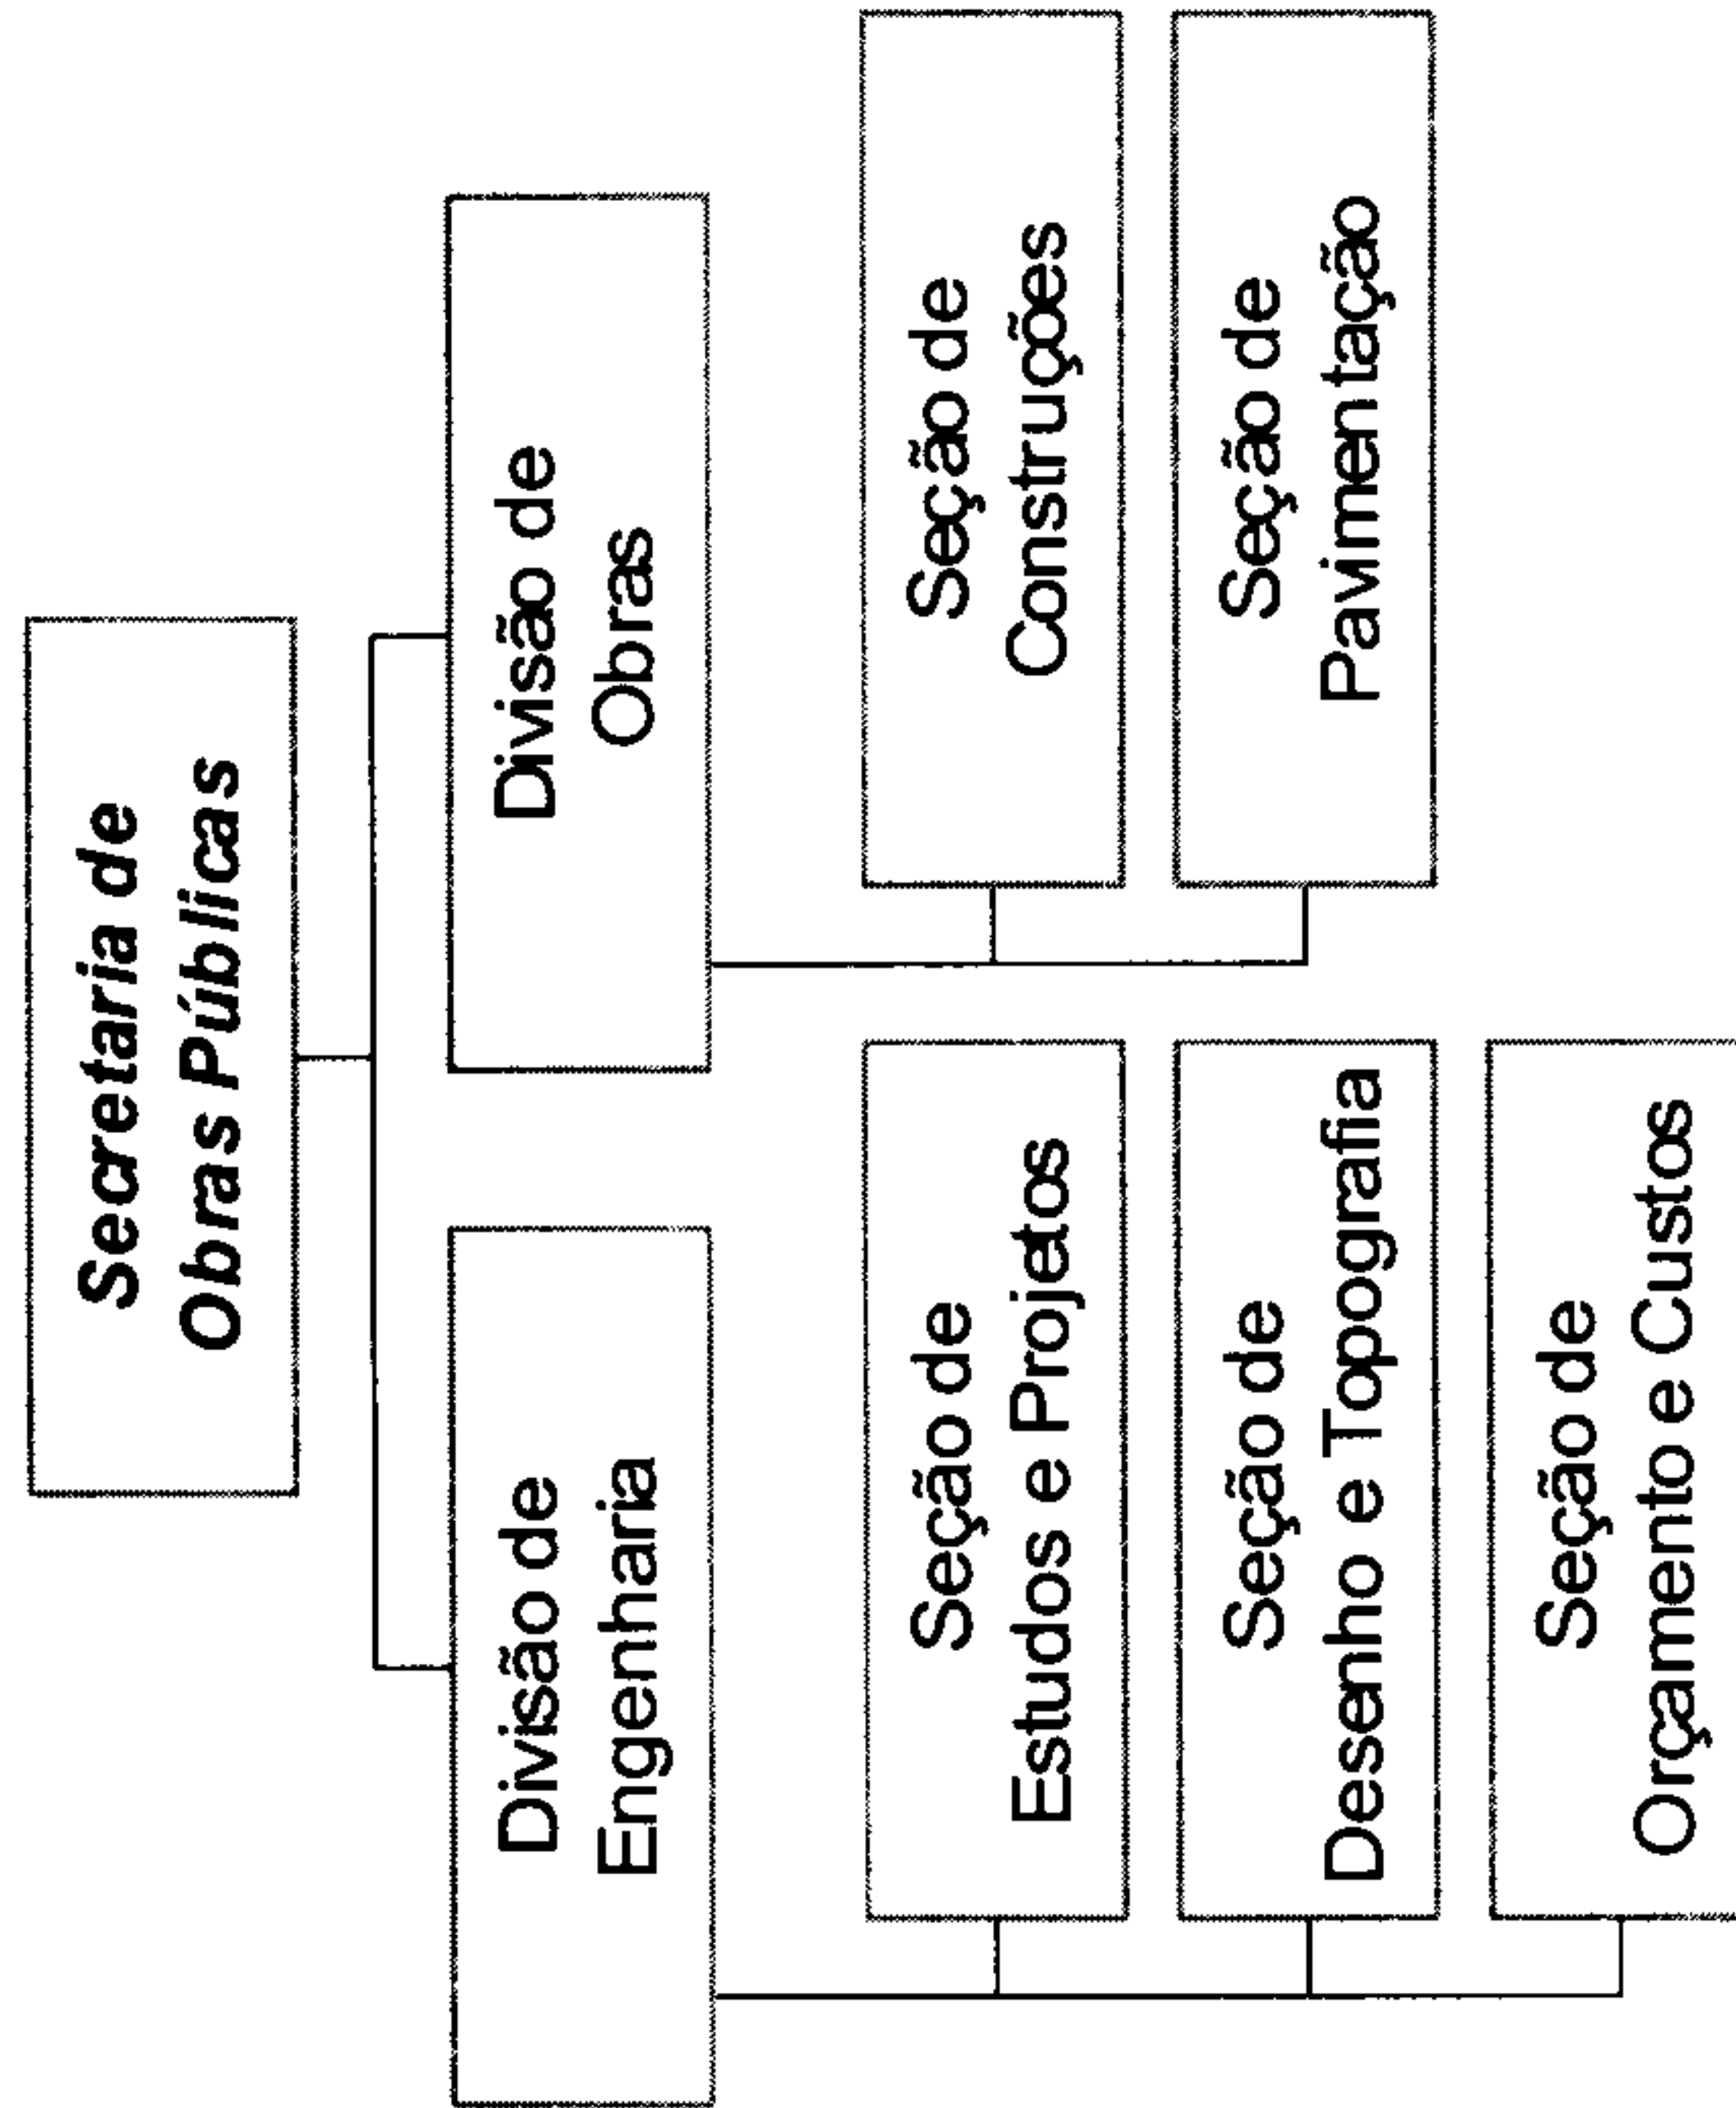 Secretaria de
Obras Públicas
Divisão de
Engenharia
Divisão de
Obras
Seção de
Estudos e Projetos
Seção de
Desenho e Topografia
Seção de
Orçamento e Custos
Seção de
Construções
Seção de
Pavimentação